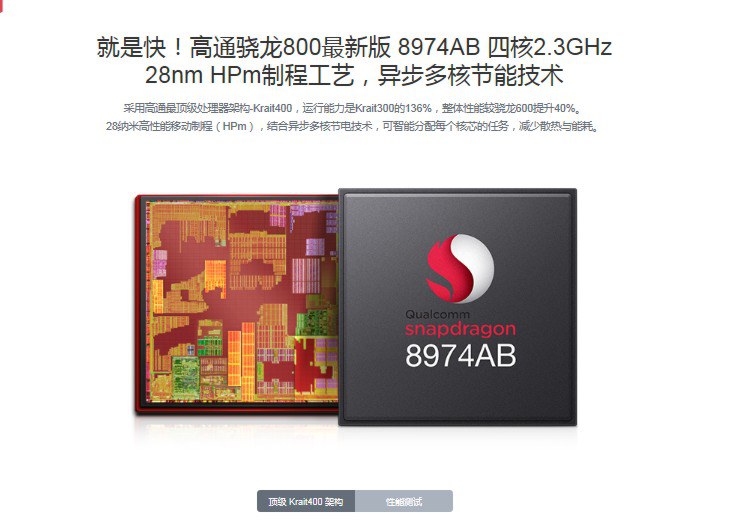 就是快！高通骁龙800最新版 8974AB 四核2.3GHz
28nm HPm制程工艺，异步多核节能技术
采用高通最顶级处理器架构-Krait400，运行能力是Krait300的136%，整体性能较骁龙600提升40%。
28纳米高性能移动制程（HPm），结合异步多核节电技术，可智能分配每个核芯的任务，减少散热与能耗。
Qualcomm
snapdragon
8974AB
顶级 Krait400 架构
性能测试